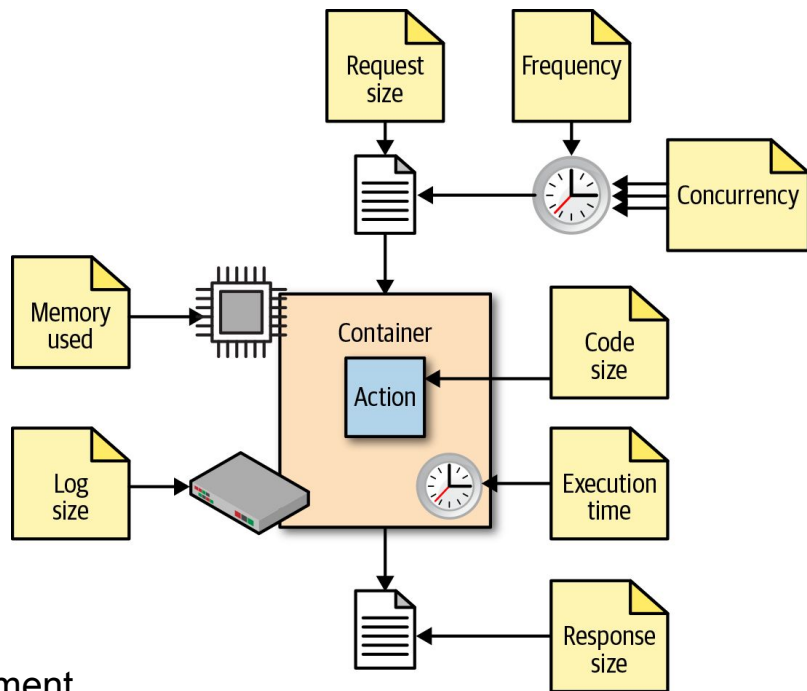 Request
size
Frequency
Concurrency
Memory
used
Container
Code
size
Action
Log
size
Execution
time
Response
size